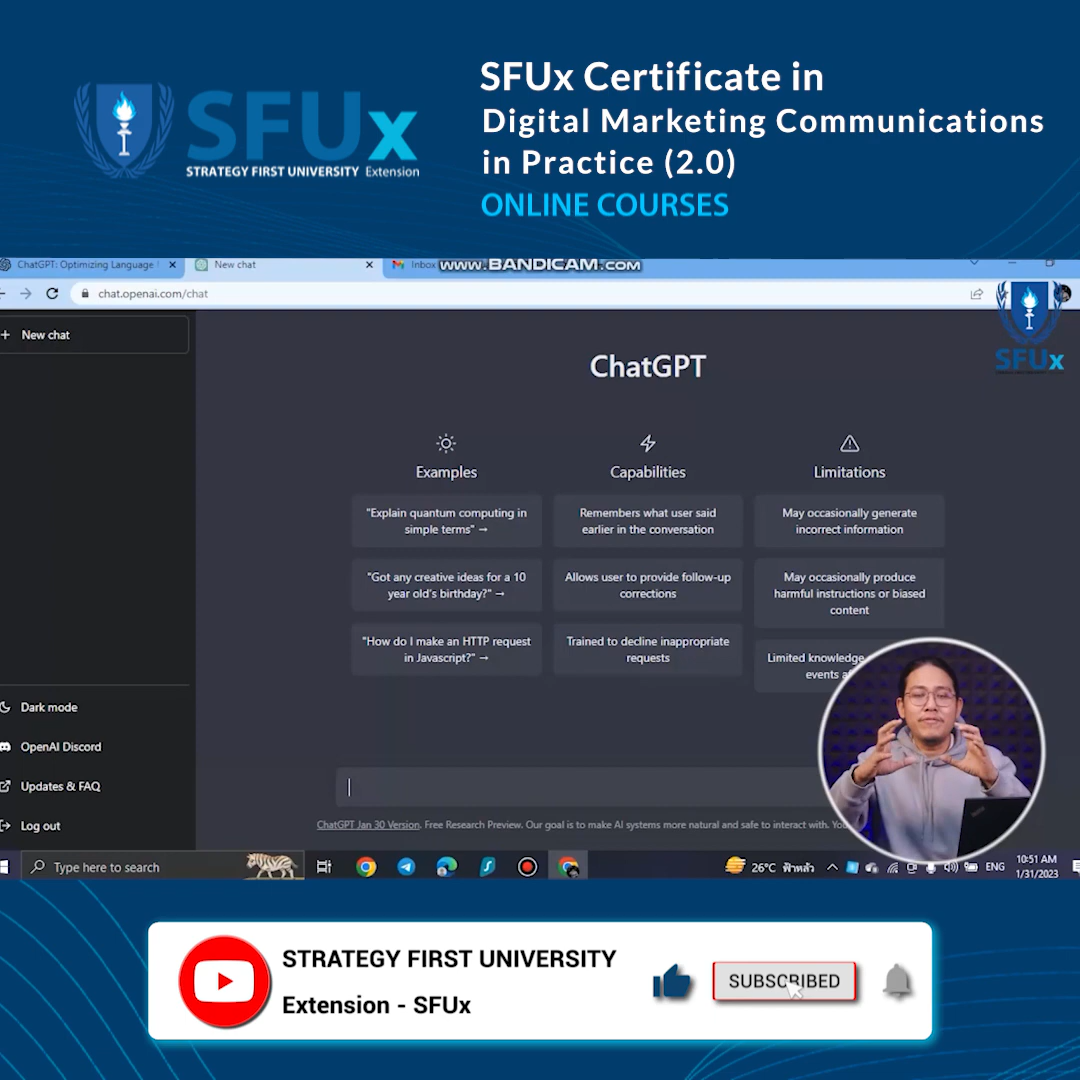 SFUx
STRATEGY FIRST UNIVERSITY Extension
SFUx Certificate in
Digital Marketing Communications
in Practice (2.0)
ONLINE COURSES
ChatGPT: Optimizing Language
New chat
Inbox
WWW.BANDICAM.COM
chat.openai.com/chat
SFUx
New chat
ChatGPT
Examples
Capabilities
Limitations
"Explain quantum computing in
simple terms" →
Remembers what user said
earlier in the conversation
May occasionally generate
incorrect information
"Got any creative ideas for a 10
year old's birthday?" →
Allows user to provide follow-up
corrections
May occasionally produce
harmful instructions or biased
content
"How do I make an HTTP request
in Javascript?" →
Trained to decline inappropriate
requests
Limited knowledge
events
Dark mode
OpenAI Discord
Updates & FAQ
Log out
ChatGPT Jan 30 Version. Free Research Preview. Our goal is to make AI systems more natural and safe to interact with.
Type here to search
26°C ฟ้าหลัว
ENG
10:51 AM
1/31/2023
STRATEGY FIRST UNIVERSITY
Extension - SFUx
SUBSCRIBED